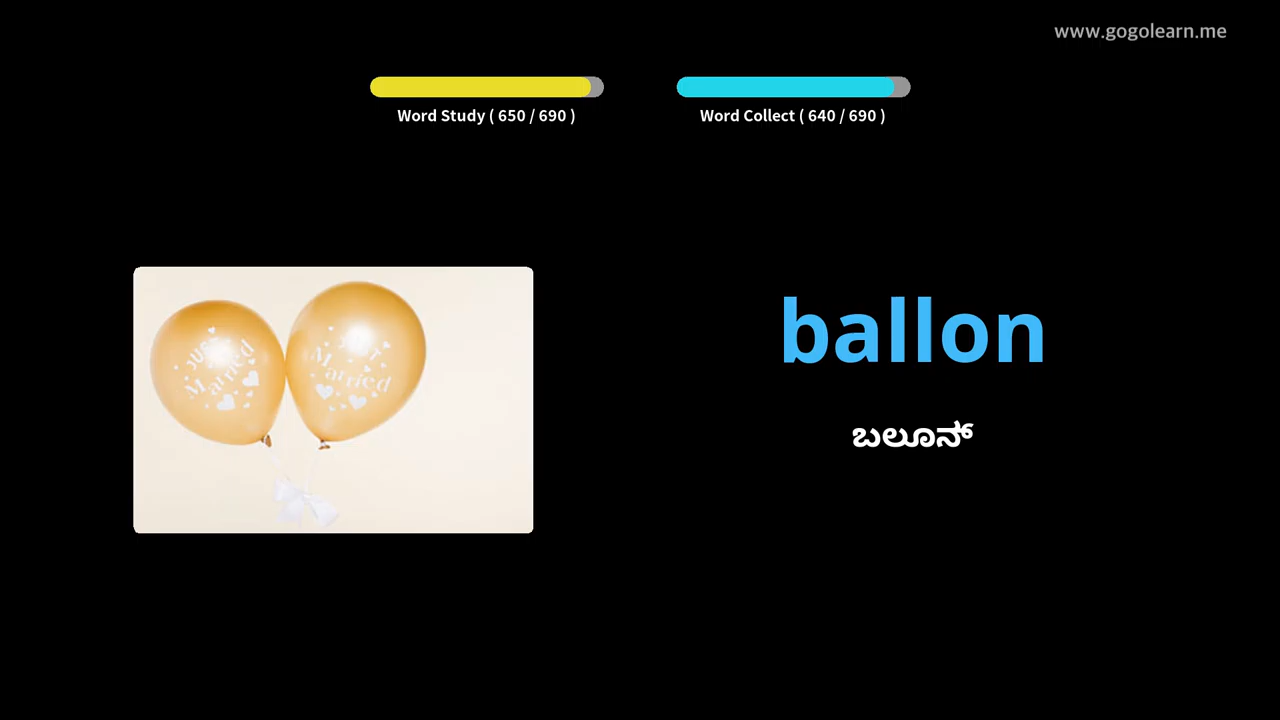 www.gogolearn.me
Word Study ( 650 / 690 )
Word Collect ( 640 / 690 )
ballon
ಬಲೂನ್
JUST
Married
JUST
Married